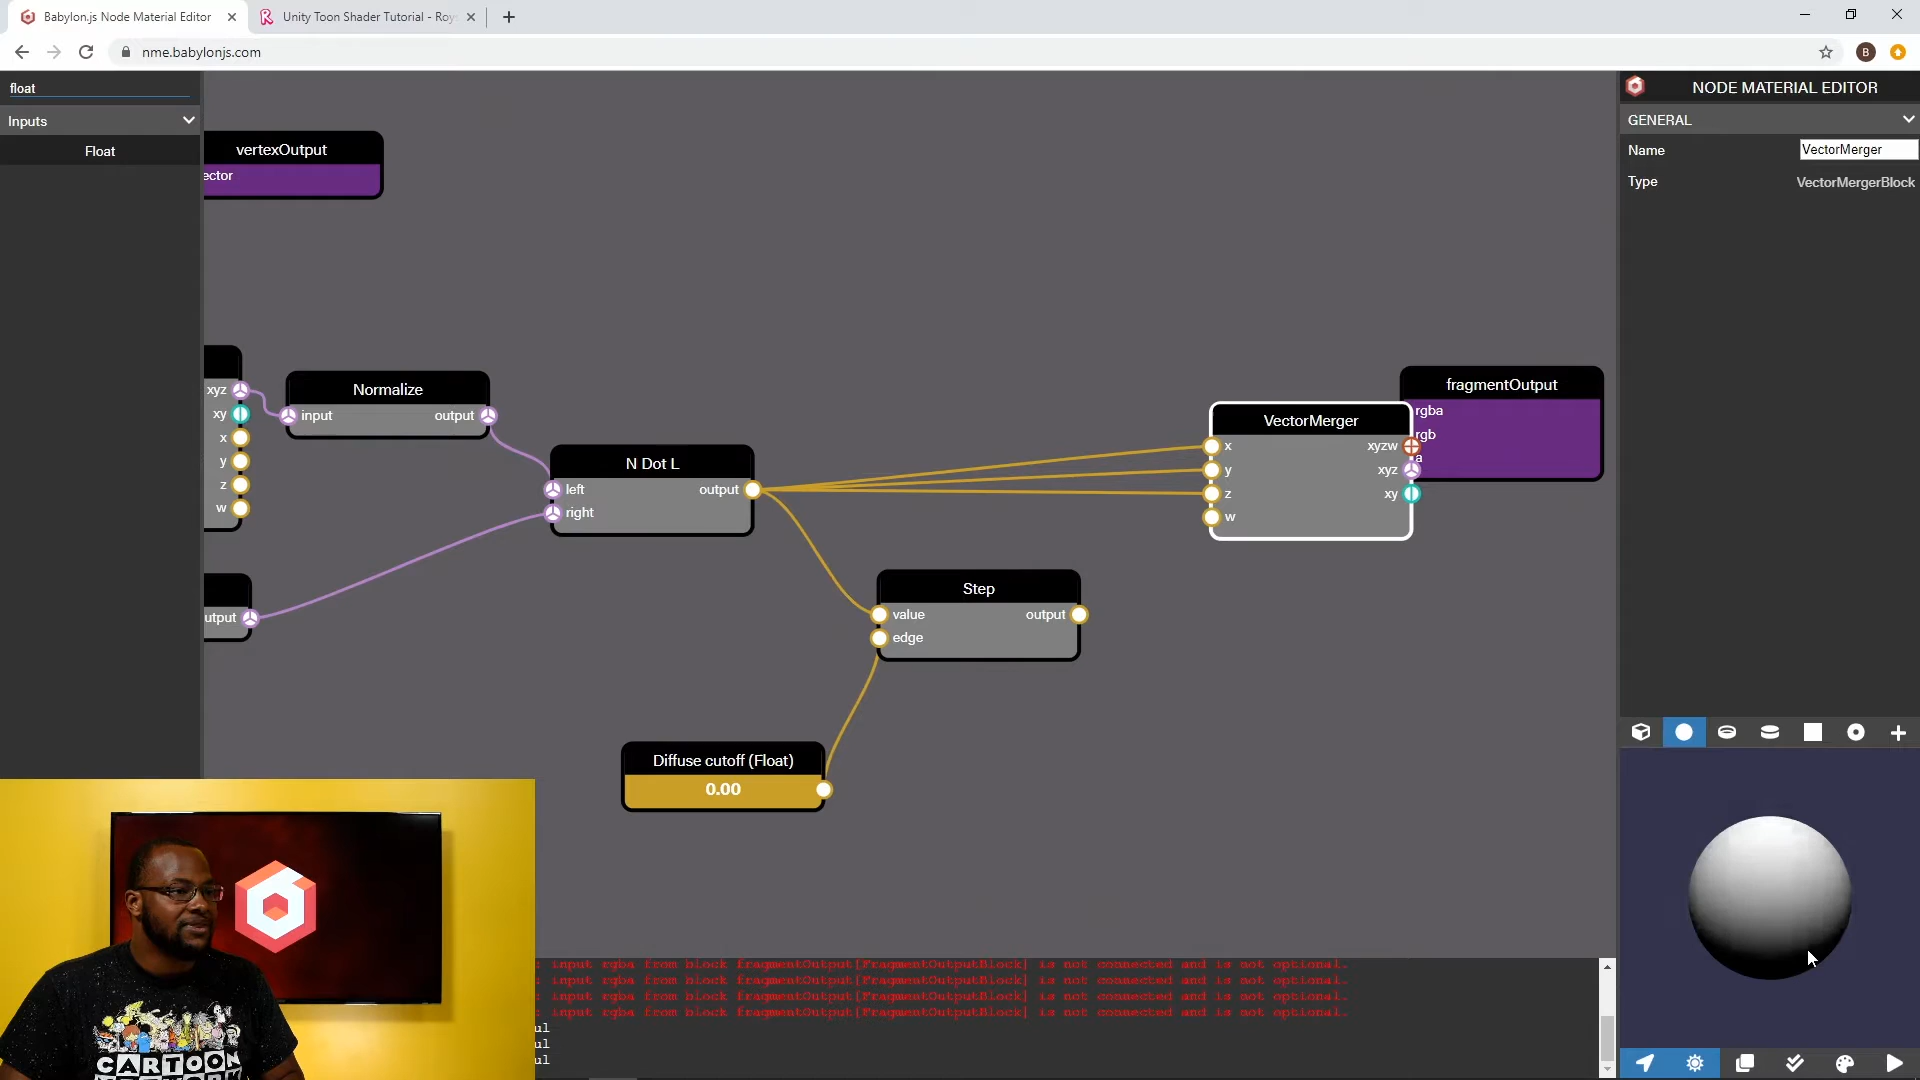 Babylon.js Node Material Editor
Unity Toon Shader Tutorial - Roys
nme.babylonjs.com
B
float
Inputs
Float
vertexOutput
ector
xyz
xy
x
y
z
w
Normalize
input output
utput
N Dot L
left output
right
Step
value output
edge
Diffuse cutoff (Float)
0.00
VectorMerger
x xyzw
y xyz
z xy
w
fragmentOutput
rgba
rgb
a
: input rgba from block fragmentOutput[FragmentOutputBlock] is not connected and is not optional.
: input rgba from block fragmentOutput[FragmentOutputBlock] is not connected and is not optional.
: input rgba from block fragmentOutput[FragmentOutputBlock] is not connected and is not optional.
: input rgba from block fragmentOutput[FragmentOutputBlock] is not connected and is not optional.
ul
ul
ul
NODE MATERIAL EDITOR
GENERAL
Name VectorMerger
Type VectorMergerBlock
CARTOON